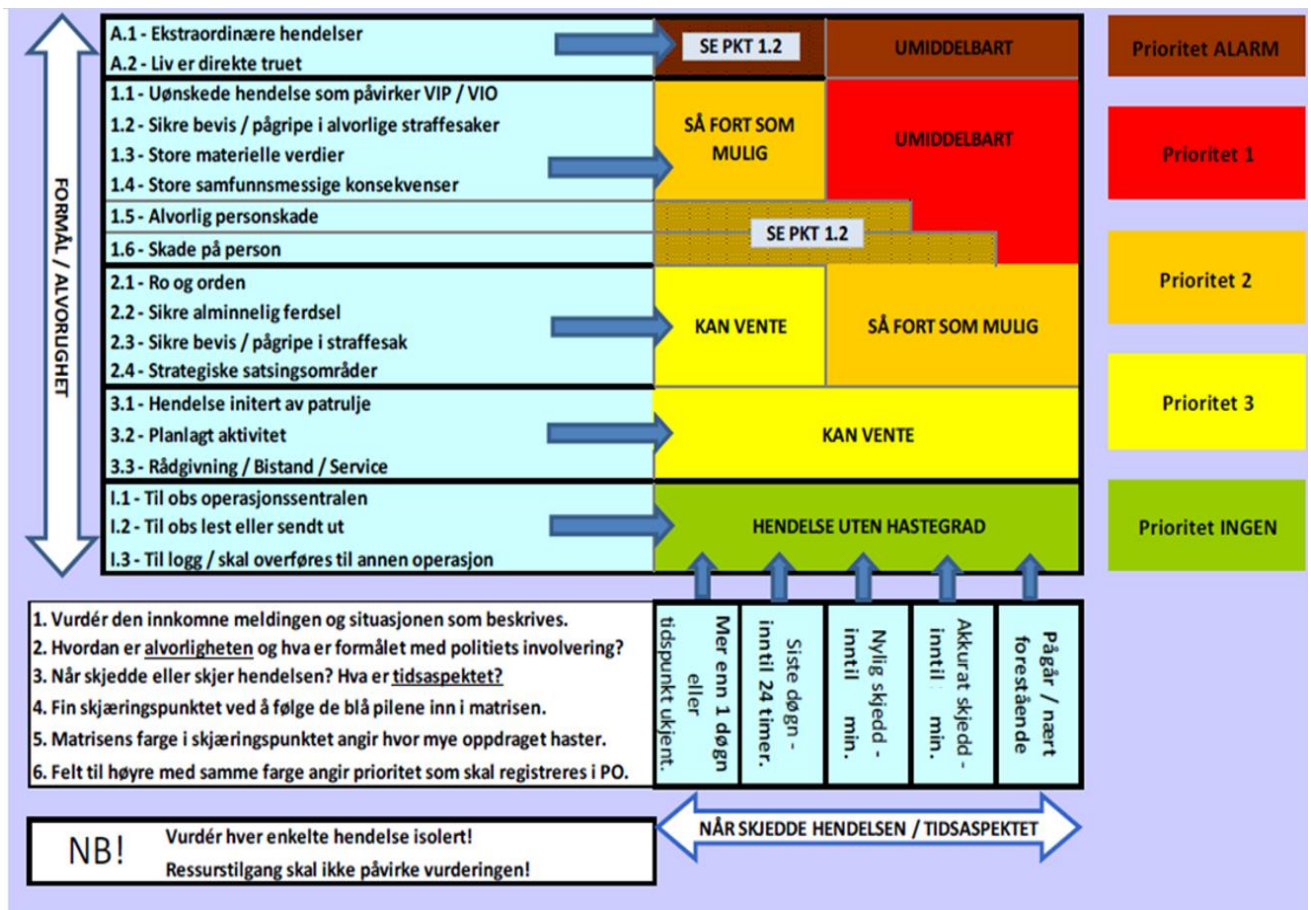 A.1 - Ekstraordinære hendelser
A.2 - Liv er direkte truet
SE PKT 1.2
UMIDDELBART
Prioritet ALARM
1.1 - Uønskede hendelse som påvirker VIP / VIO
1.2 - Sikre bevis / pågripe i alvorlige straffesaker
1.3 - Store materielle verdier
1.4 - Store samfunnsmessige konsekvenser
SÅ FORT SOM
MULIG
UMIDDELBART
Prioritet 1
1.5 - Alvorlig personskade
1.6 - Skade på person
SE PKT 1.2
Prioritet 2
2.1 - Ro og orden
2.2 - Sikre alminnelig ferdsel
2.3 - Sikre bevis / pågripe i straffesak
2.4 - Strategiske satsingsområder
KAN VENTE
SÅ FORT SOM MULIG
Prioritet 3
3.1 - Hendelse initert av patrulje
3.2 - Planlagt aktivitet
3.3 - Rådgivning / Bistand / Service
KAN VENTE
I.1 - Til obs operasjonssentralen
I.2 - Til obs lest eller sendt ut
I.3 - Til logg / skal overføres til annen operasjon
HENDELSE UTEN HASTEGRAD
Prioritet INGEN
FORMÅL / ALVORLIGHET
1. Vurdér den innkomne meldingen og situasjonen som beskrives.
2. Hvordan er alvorligheten og hva er formålet med politiets involvering?
3. Når skjedde eller skjer hendelsen? Hva er tidsaspektet?
4. Fin skjæringspunktet ved å følge de blå pilene inn i matrisen.
5. Matrisens farge i skjæringspunktet angir hvor mye oppdraget haster.
6. Felt til høyre med samme farge angir prioritet som skal registreres i PO.
Mer enn 1 døgn
eller
tidspunkt ukjent.
Siste døgn -
inntil 24 timer.
Nylig skjedd -
inntil min.
Akkurat skjedd -
inntil min.
Pågår / nært
forestående
NÅR SKJEDDE HENDELSEN / TIDSASPEKTET
NB!
Vurdér hver enkelte hendelse isolert!
Ressurstilgang skal ikke påvirke vurderingen!